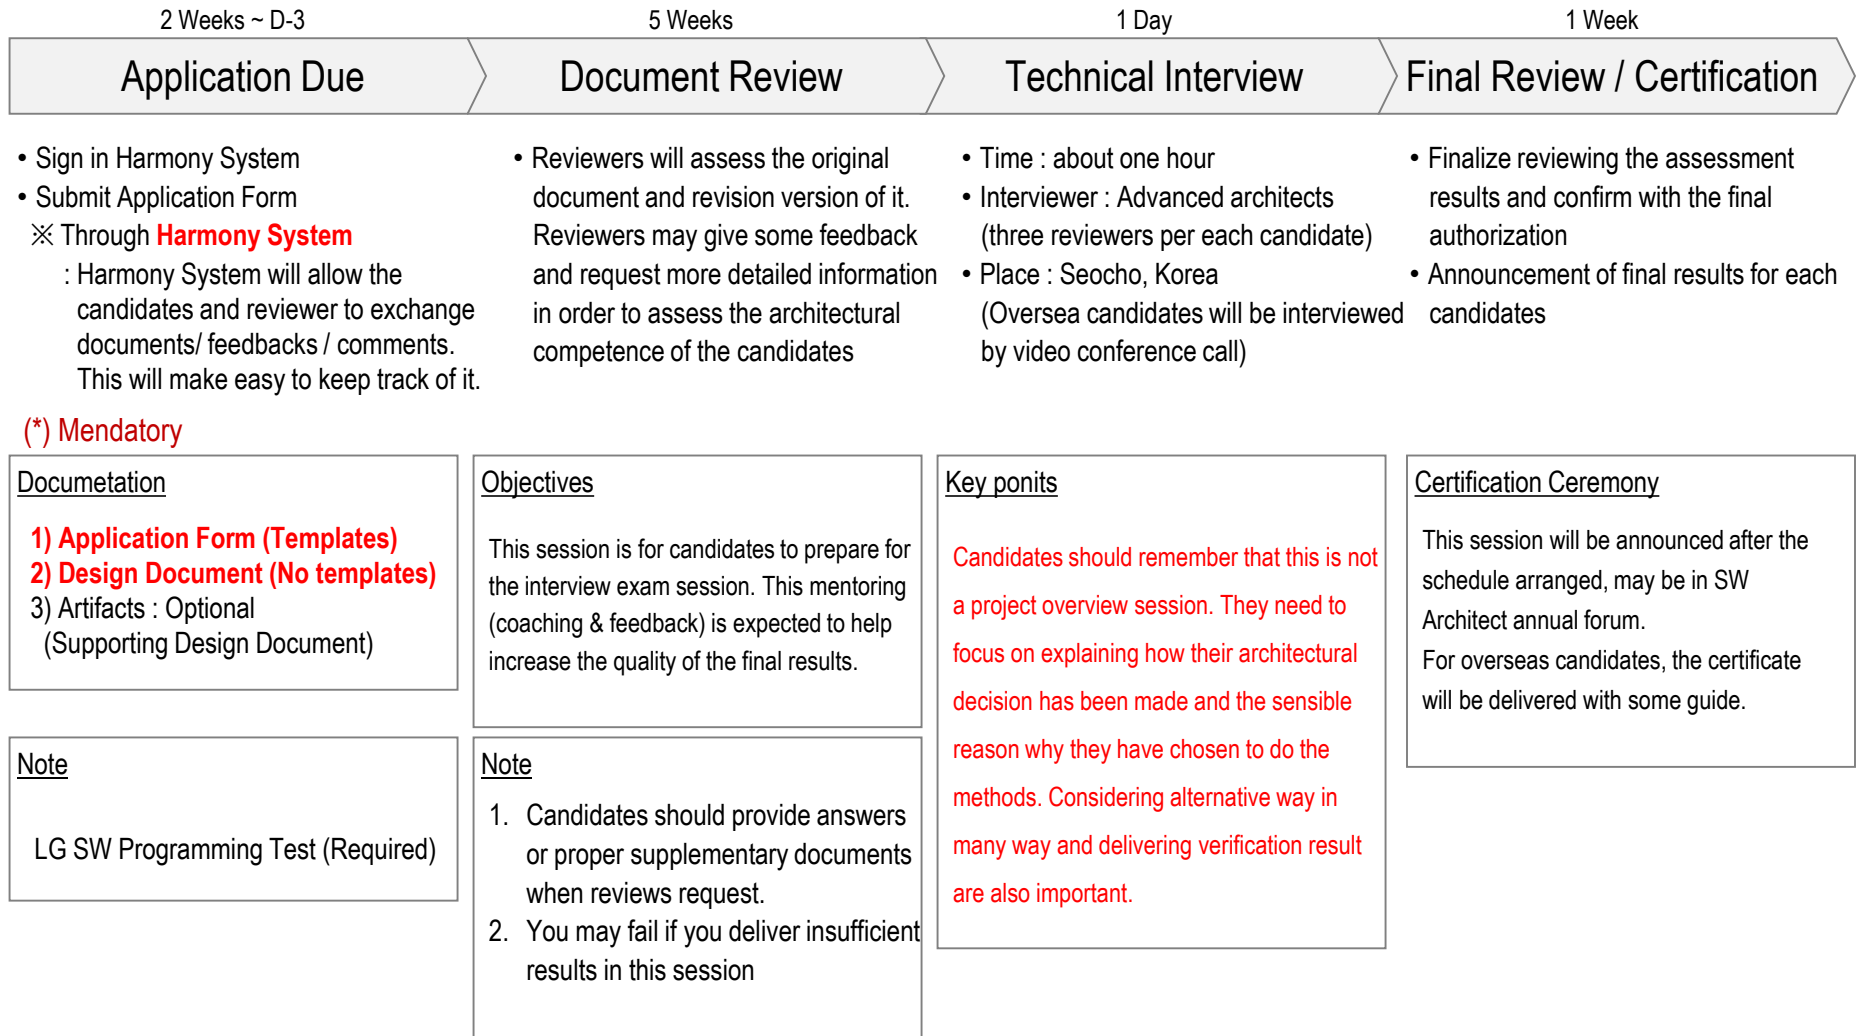 2 Weeks ~ D-3
5 Weeks
1 Day
1 Week
Application Due
Document Review
Technical Interview
Final Review / Certification
• Sign in Harmony System
• Submit Application Form
※ Through Harmony System
: Harmony System will allow the
candidates and reviewer to exchange
documents/ feedbacks / comments.
This will make easy to keep track of it.
• Reviewers will assess the original
document and revision version of it.
Reviewers may give some feedback
and request more detailed information
in order to assess the architectural
competence of the candidates
• Time : about one hour
• Interviewer : Advanced architects
(three reviewers per each candidate)
• Place : Seocho, Korea
(Oversea candidates will be interviewed
by video conference call)
• Finalize reviewing the assessment
results and confirm with the final
authorization
• Announcement of final results for each
candidates
(*) Mendatory
Documetation
1) Application Form (Templates)
2) Design Document (No templates)
3) Artifacts : Optional
(Supporting Design Document)
Note
LG SW Programming Test (Required)
Objectives
This session is for candidates to prepare for
the interview exam session. This mentoring
(coaching & feedback) is expected to help
increase the quality of the final results.
Note
1. Candidates should provide answers
or proper supplementary documents
when reviews request.
2. You may fail if you deliver insufficient
results in this session
Key ponits
Candidates should remember that this is not
a project overview session. They need to
focus on explaining how their architectural
decision has been made and the sensible
reason why they have chosen to do the
methods. Considering alternative way in
many way and delivering verification result
are also important.
Certification Ceremony
This session will be announced after the
schedule arranged, may be in SW
Architect annual forum.
For overseas candidates, the certificate
will be delivered with some guide.